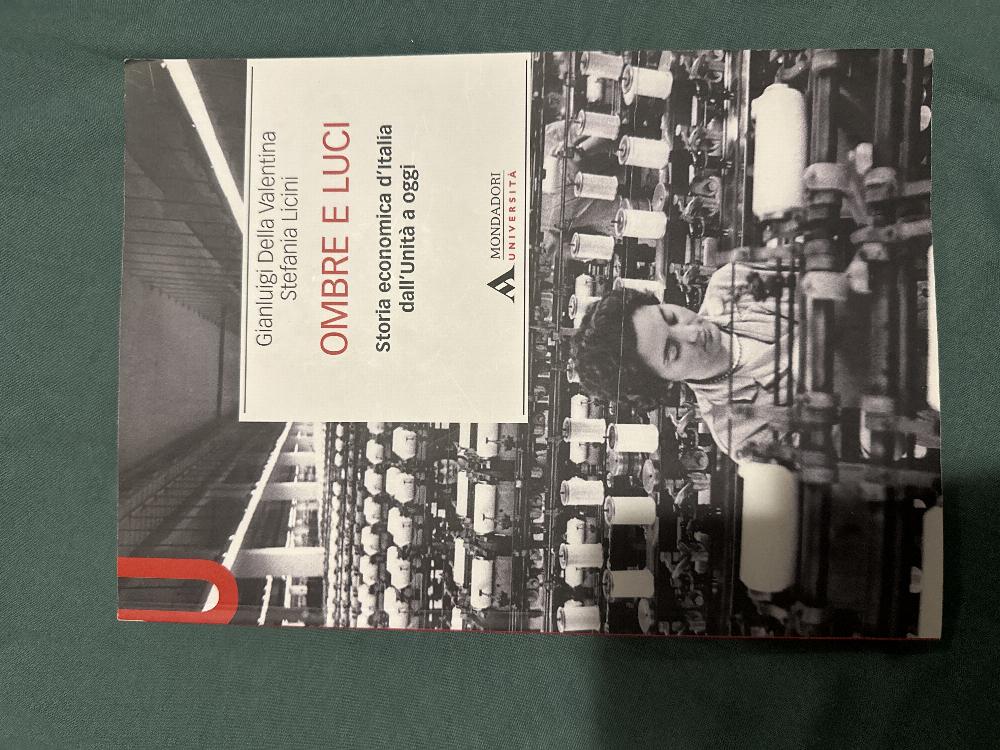 Gianluigi Della Valentina
Stefania Licini
OMBRE E LUCI
Storia economica d'Italia
dall'Unità a oggi
MONDADORI
UNIVERSITÀ